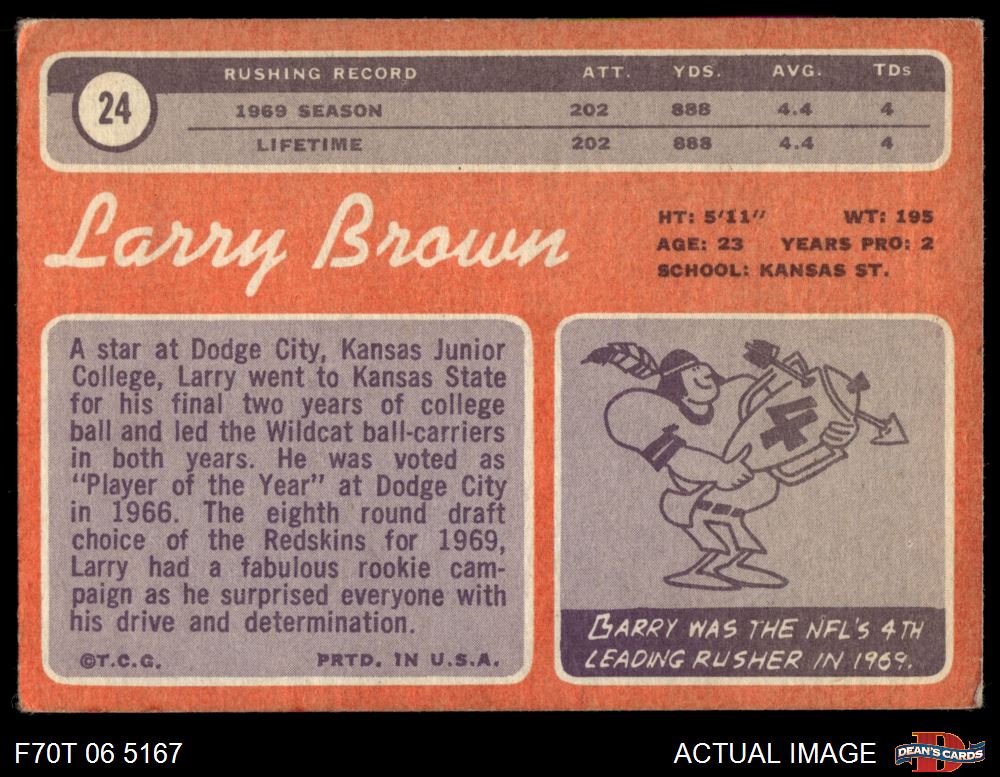 24
RUSHING RECORD ATT. YDS. AVG. TDs
1969 SEASON 202 888 4.4 4
LIFETIME 202 888 4.4 4
Larry Brown
HT: 5'11" WT: 195
AGE: 23 YEARS PRO: 2
SCHOOL: KANSAS ST.
A star at Dodge City, Kansas Junior
College, Larry went to Kansas State
for his final two years of college
ball and led the Wildcat ball-carriers
in both years. He was voted as
"Player of the Year" at Dodge City
in 1966. The eighth round draft
choice of the Redskins for 1969,
Larry had a fabulous rookie cam-
paign as he surprised everyone with
his drive and determination.
©T.C.G. PRTD. IN U.S.A.
4
LARRY WAS THE NFL'S 4TH
LEADING RUSHER IN 1969.
F70T 06 5167
ACTUAL IMAGE
D
DEAN'S CARDS